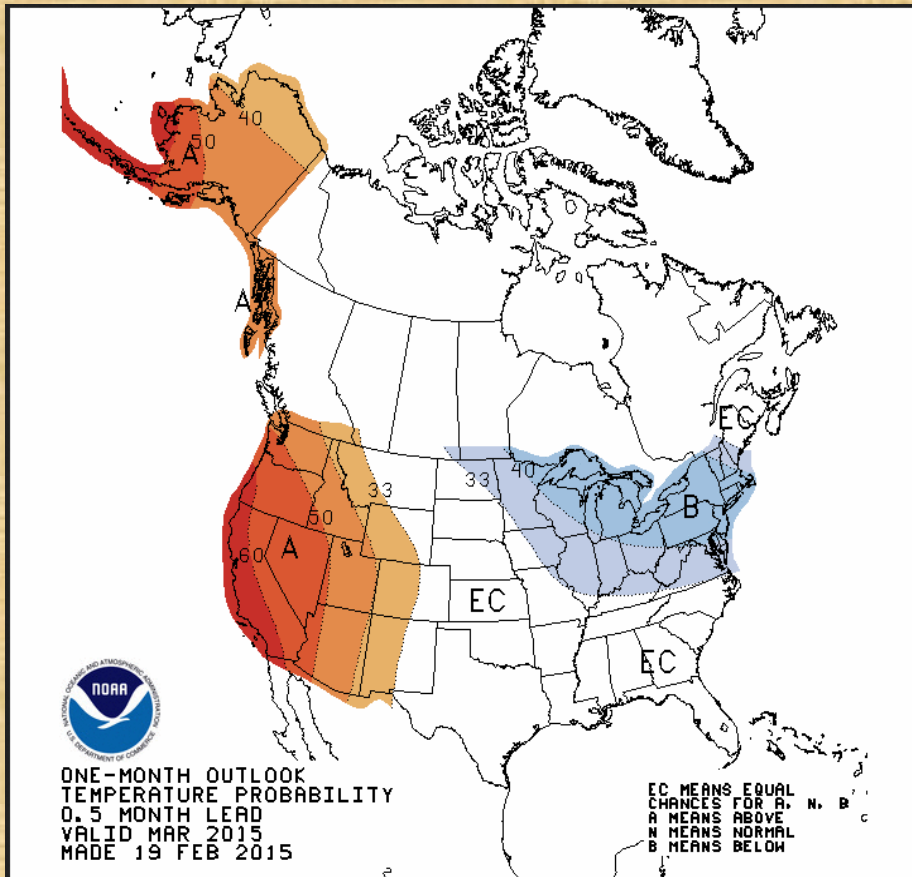 40
50
A
A
EC
33
33
40
B
50
60
A
EC
EC
NOAA
NATIONAL OCEANIC AND ATMOSPHERIC ADMINISTRATION
U.S. DEPARTMENT OF COMMERCE
ONE-MONTH OUTLOOK
TEMPERATURE PROBABILITY
0.5 MONTH LEAD
VALID MAR 2015
MADE 19 FEB 2015
EC MEANS EQUAL
CHANCES FOR A, N, B
A MEANS ABOVE
N MEANS NORMAL
B MEANS BELOW